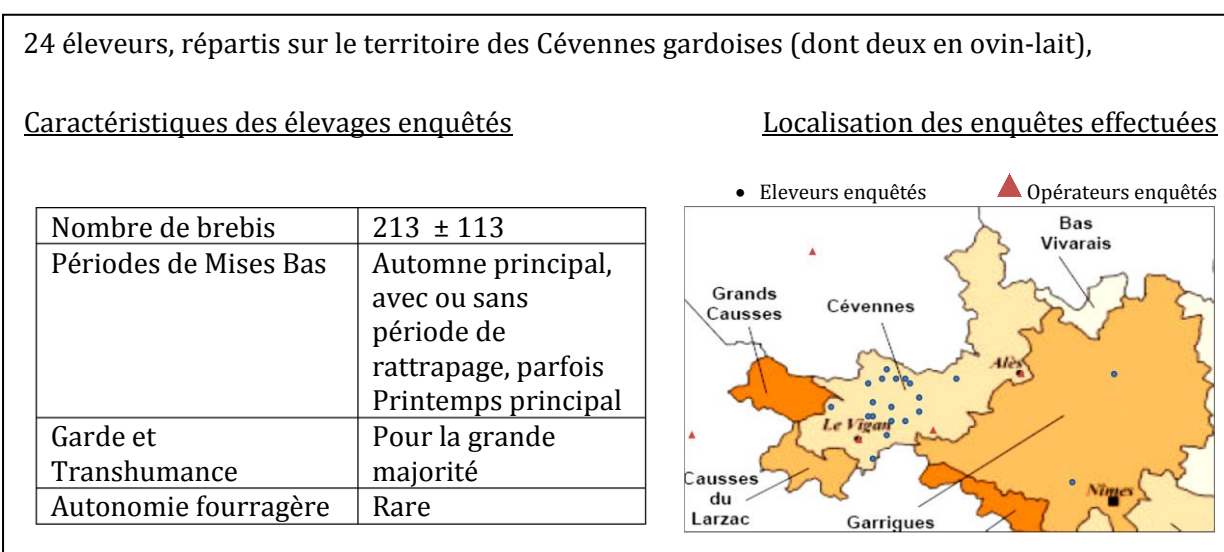 24 éleveurs, répartis sur le territoire des Cévennes gardoises (dont deux en ovin-lait),
Caractéristiques des élevages enquêtés
Localisation des enquêtes effectuées
Nombre de brebis 213 ± 113
Périodes de Mises Bas Automne principal,
avec ou sans
période de
rattrapage, parfois
Printemps principal
Garde et Pour la grande
Transhumance majorité
Autonomie fourragère Rare
• Eleveurs enquêtés Opérateurs enquêtés
Bas
Vivarais
Grands
Causses
Cévennes
Alès
Le Vigan
Causses
du
Larzac
Garrigues
Nîmes